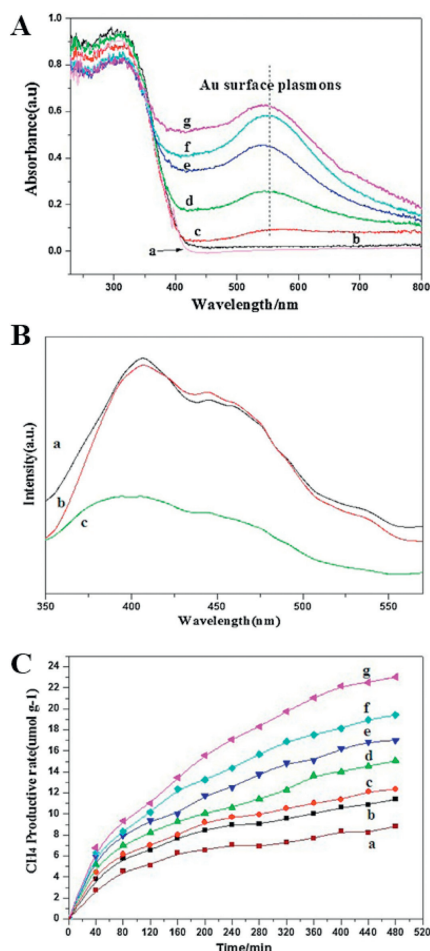 A
Absorbance(a.u)
1.0
0.8
0.6
0.4
0.2
0.0
Au surface plasmons
g
f
e
d
c
b
a
300
400
500
600
700
800
Wavelength/nm
B
Intensity(a.u.)
a
b
c
350
400
450
500
550
Wavelength(nm)
C
CH4 Productive rate(umol g-1)
24
22
20
18
16
14
12
10
8
6
4
2
0
g
f
e
d
c
b
a
0
40
80
120
160
200
240
280
320
360
400
440
480
520
Time/min